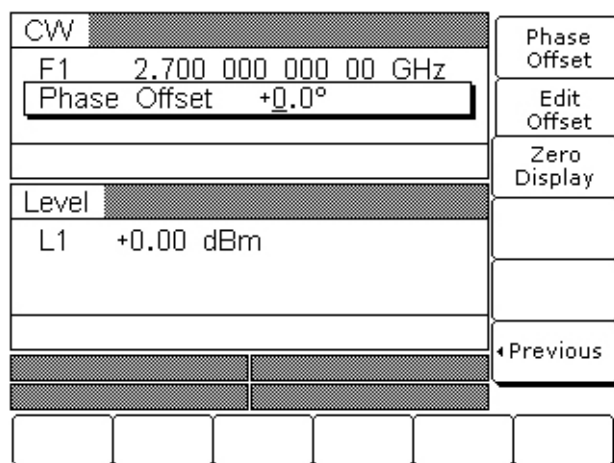 CW
F1 2.700 000 000 00 GHz
Phase Offset +0.0°
Level
L1 +0.00 dBm
Phase
Offset
Edit
Offset
Zero
Display
Previous